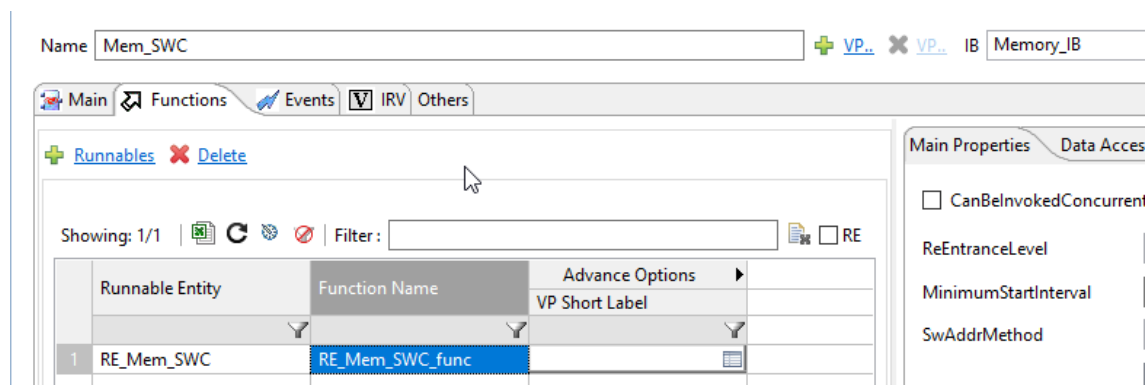 Name Mem_SWC VP.. VP.. IB Memory_IB
Main Functions Events V IRV Others
Runnables Delete
Main Properties Data Acces
CanBeInvokedConcurrent
Showing: 1/1 Filter : RE
ReEntranceLevel
Runnable Entity Function Name Advance Options
VP Short Label
MinimumStartInterval
SwAddrMethod
1 RE_Mem_SWC RE_Mem_SWC_func